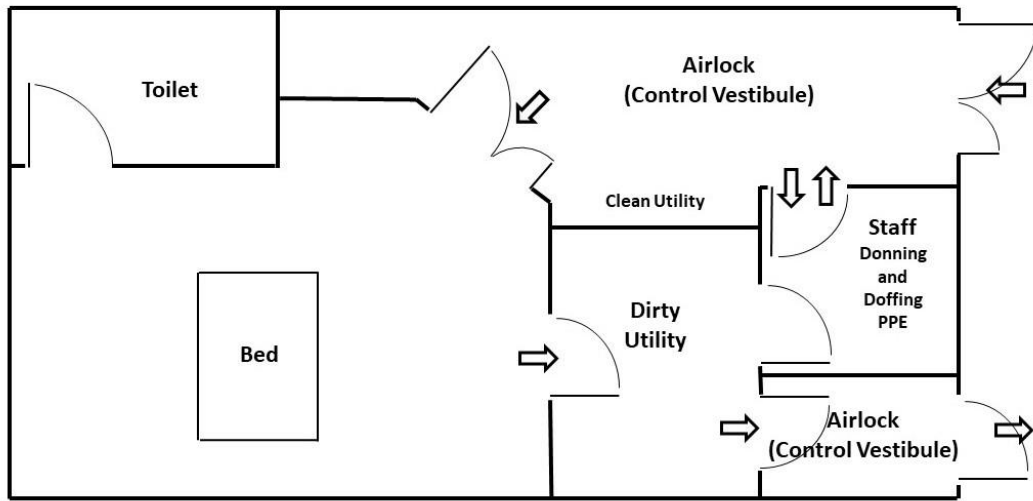 Toilet
Airlock
(Control Vestibule)
Clean Utility
Staff
Donning
and
Doffing
PPE
Dirty
Utility
Bed
Airlock
(Control Vestibule)